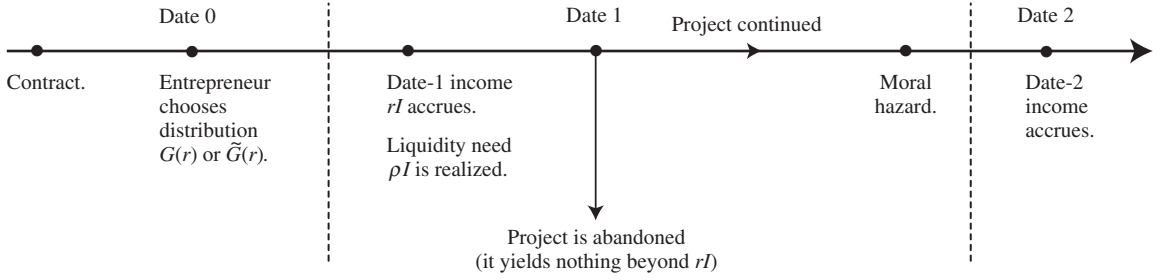 Date 0
Date 1
Date 2
Project continued
Contract.
Entrepreneur
chooses
distribution
G(r) or G̃(r).
Date-1 income
rI accrues.
Liquidity need
ρI is realized.
Moral
hazard.
Date-2
income
accrues.
Project is abandoned
(it yields nothing beyond rI)